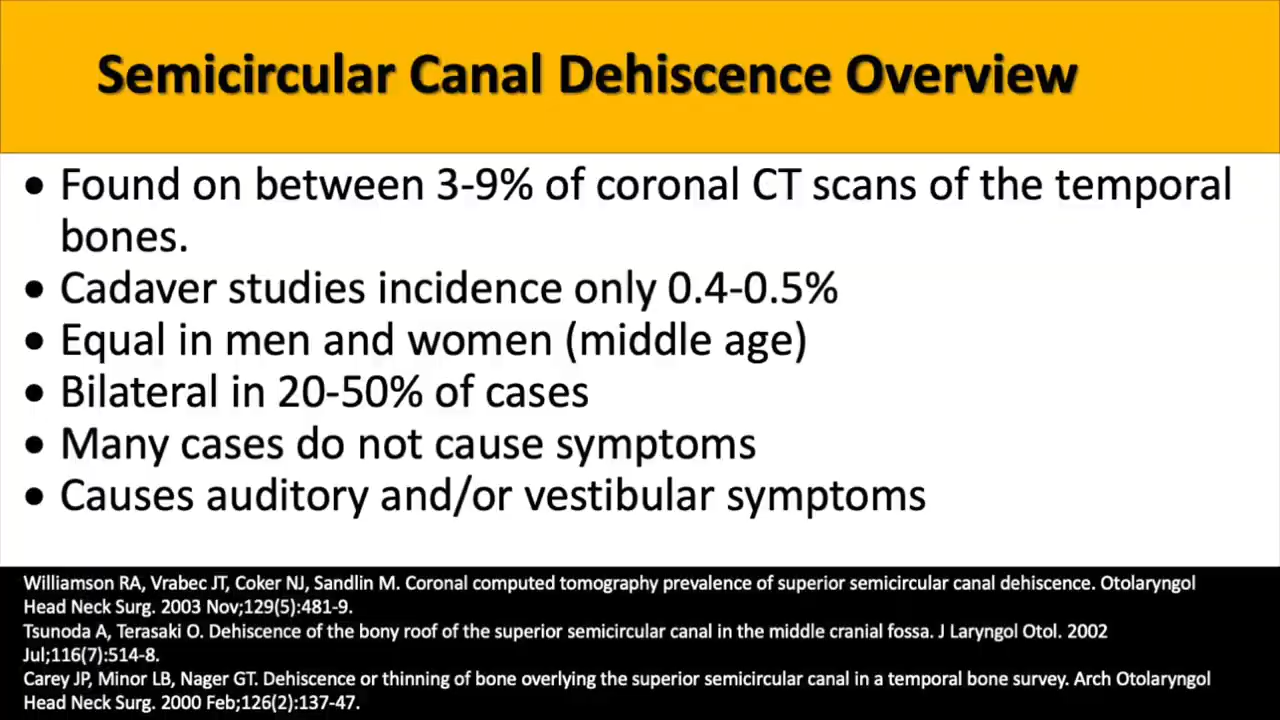 Semicircular Canal Dehiscence Overview
• Found on between 3-9% of coronal CT scans of the temporal
bones.
• Cadaver studies incidence only 0.4-0.5%
• Equal in men and women (middle age)
• Bilateral in 20-50% of cases
• Many cases do not cause symptoms
• Causes auditory and/or vestibular symptoms
Williamson RA, Vrabec JT, Coker NJ, Sandlin M. Coronal computed tomography prevalence of superior semicircular canal dehiscence. Otolaryngol
Head Neck Surg. 2003 Nov;129(5):481-9.
Tsunoda A, Terasaki O. Dehiscence of the bony roof of the superior semicircular canal in the middle cranial fossa. J Laryngol Otol. 2002
Jul;116(7):514-8.
Carey JP, Minor LB, Nager GT. Dehiscence or thinning of bone overlying the superior semicircular canal in a temporal bone survey. Arch Otolaryngol
Head Neck Surg. 2000 Feb;126(2):137-47.